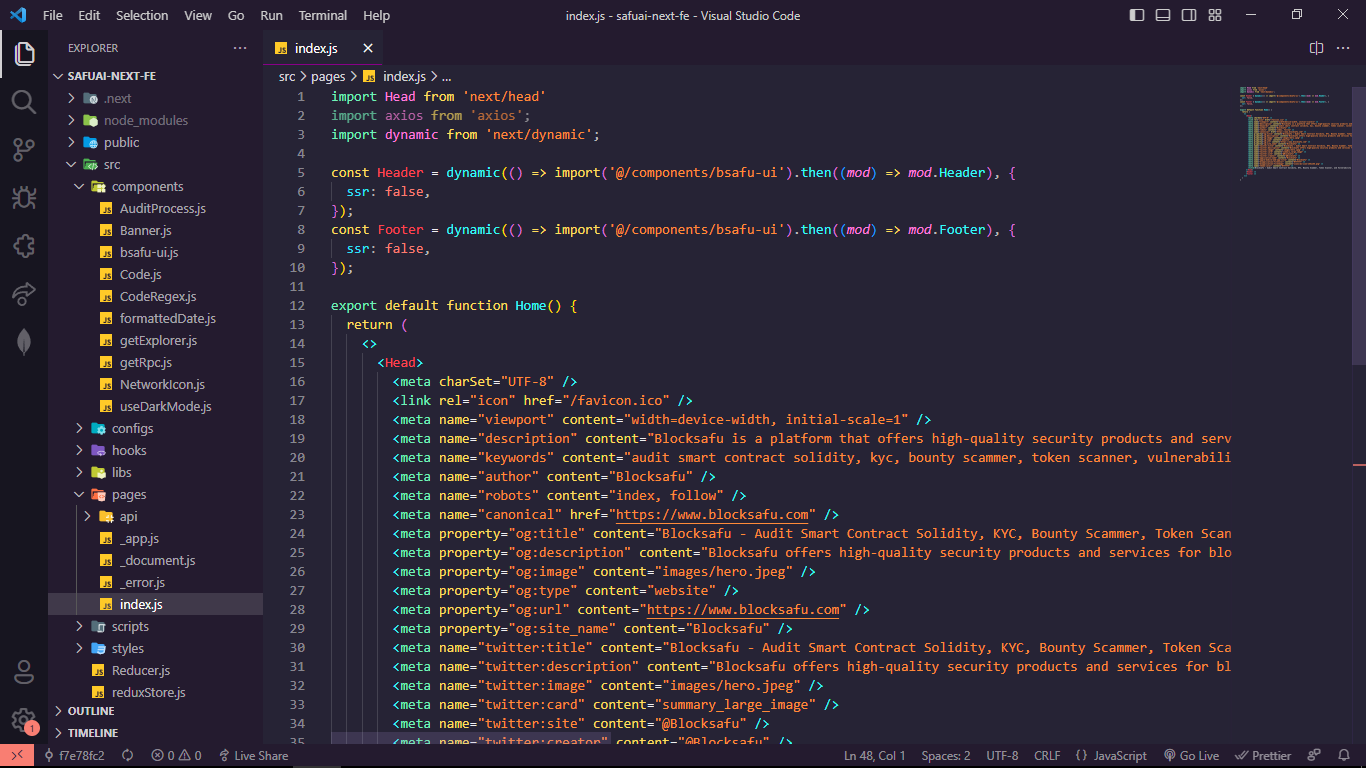 File Edit Selection View Go Run Terminal Help
index.js - safuai-next-fe - Visual Studio Code
EXPLORER
SAFUAI-NEXT-FE
.next
node_modules
public
src
components
AuditProcess.js
Banner.js
bsafu-ui.js
Code.js
CodeRegex.js
formattedDate.js
getExplorer.js
getRpc.js
NetworkIcon.js
useDarkMode.js
configs
hooks
libs
pages
api
_app.js
_document.js
_error.js
index.js
scripts
styles
Reducer.js
reduxStore.js
OUTLINE
TIMELINE
JS index.js
src > pages > JS index.js > ...
1 import Head from 'next/head'
2 import axios from 'axios';
3 import dynamic from 'next/dynamic';
4
5 const Header = dynamic(() => import('@/components/bsafu-ui').then((mod) => mod.Header), {
6 ssr: false,
7 });
8 const Footer = dynamic(() => import('@/components/bsafu-ui').then((mod) => mod.Footer), {
9 ssr: false,
10 });
11
12 export default function Home() {
13 return (
14 <>
15 <Head>
16 <meta charSet="UTF-8" />
17 <link rel="icon" href="/favicon.ico" />
18 <meta name="viewport" content="width=device-width, initial-scale=1" />
19 <meta name="description" content="Blocksafu is a platform that offers high-quality security products and serv
20 <meta name="keywords" content="audit smart contract solidity, kyc, bounty scammer, token scanner, vulnerabili
21 <meta name="author" content="Blocksafu" />
22 <meta name="robots" content="index, follow" />
23 <meta name="canonical" href="https://www.blocksafu.com" />
24 <meta property="og:title" content="Blocksafu - Audit Smart Contract Solidity, KYC, Bounty Scammer, Token Scan
25 <meta property="og:description" content="Blocksafu offers high-quality security products and services for blo
26 <meta property="og:image" content="images/hero.jpeg" />
27 <meta property="og:type" content="website" />
28 <meta property="og:url" content="https://www.blocksafu.com" />
29 <meta property="og:site_name" content="Blocksafu" />
30 <meta name="twitter:title" content="Blocksafu - Audit Smart Contract Solidity, KYC, Bounty Scammer, Token Sca
31 <meta name="twitter:description" content="Blocksafu offers high-quality security products and services for bl
32 <meta name="twitter:image" content="images/hero.jpeg" />
33 <meta name="twitter:card" content="summary_large_image" />
34 <meta name="twitter:site" content="@Blocksafu" />
35 <meta name="twitter:creator" content="@Blocksafu" />
1
f7e78fc2 0 0 Live Share Ln 48, Col 1 Spaces: 2 UTF-8 CRLF {} JavaScript Go Live Prettier